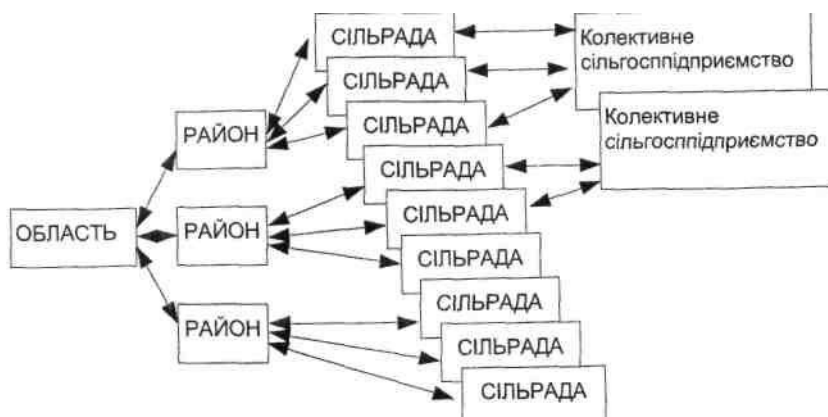 СІЛЬРАДА
Колективне
сільгосппідприємство
СІЛЬРАДА
СІЛЬРАДА
Колективне
сільгосппідприємство
РАЙОН
СІЛЬРАДА
СІЛЬРАДА
ОБЛАСТЬ
РАЙОН
СІЛЬРАДА
СІЛЬРАДА
РАЙОН
СІЛЬРАДА
СІЛЬРАДА